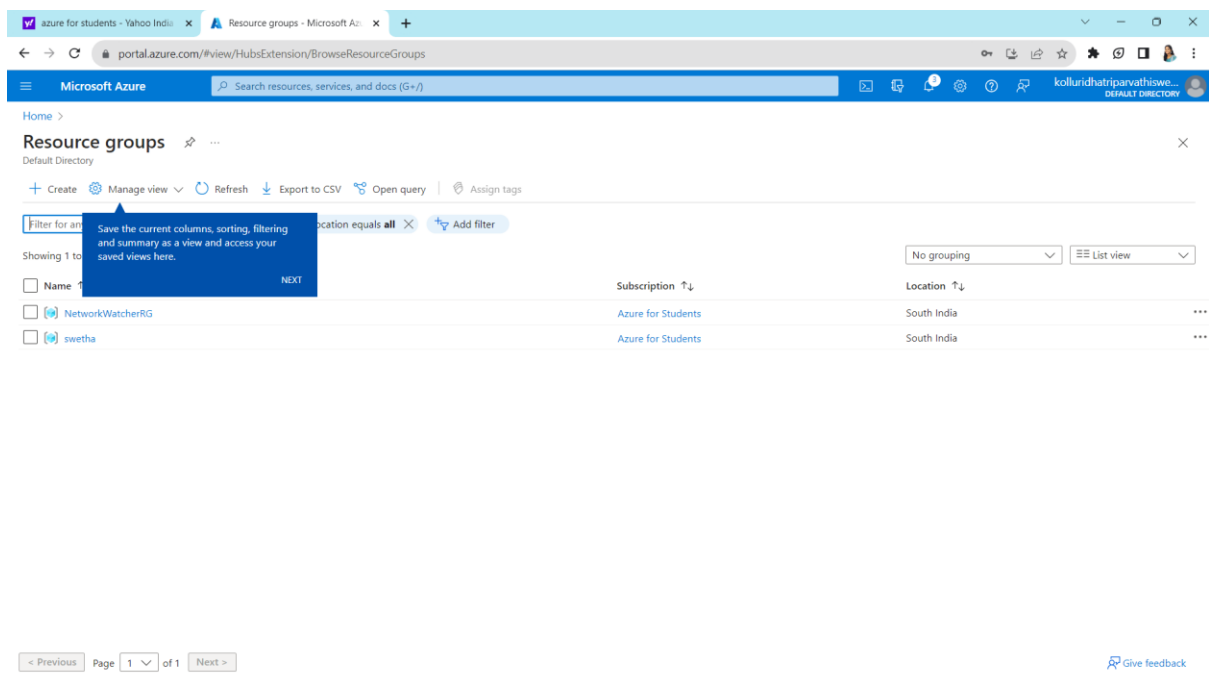 azure for students - Yahoo India
Resource groups - Microsoft Az
portal.azure.com/#view/HubsExtension/BrowseResourceGroups
Microsoft Azure
Search resources, services, and docs (G+/)
3
kolluridhatriparvathiswe...
DEFAULT DIRECTORY
Home >
Resource groups
Default Directory
Create Manage view Refresh Export to CSV Open query Assign tags
Filter for an
Save the current columns, sorting, filtering
and summary as a view and access your
saved views here.
NEXT
ocation equals all Add filter
Showing 1 to
No grouping List view
Name ↑ Subscription ↑↓ Location ↑↓
NetworkWatcherRG Azure for Students South India ...
swetha Azure for Students South India ...
< Previous Page 1 of 1 Next >
Give feedback